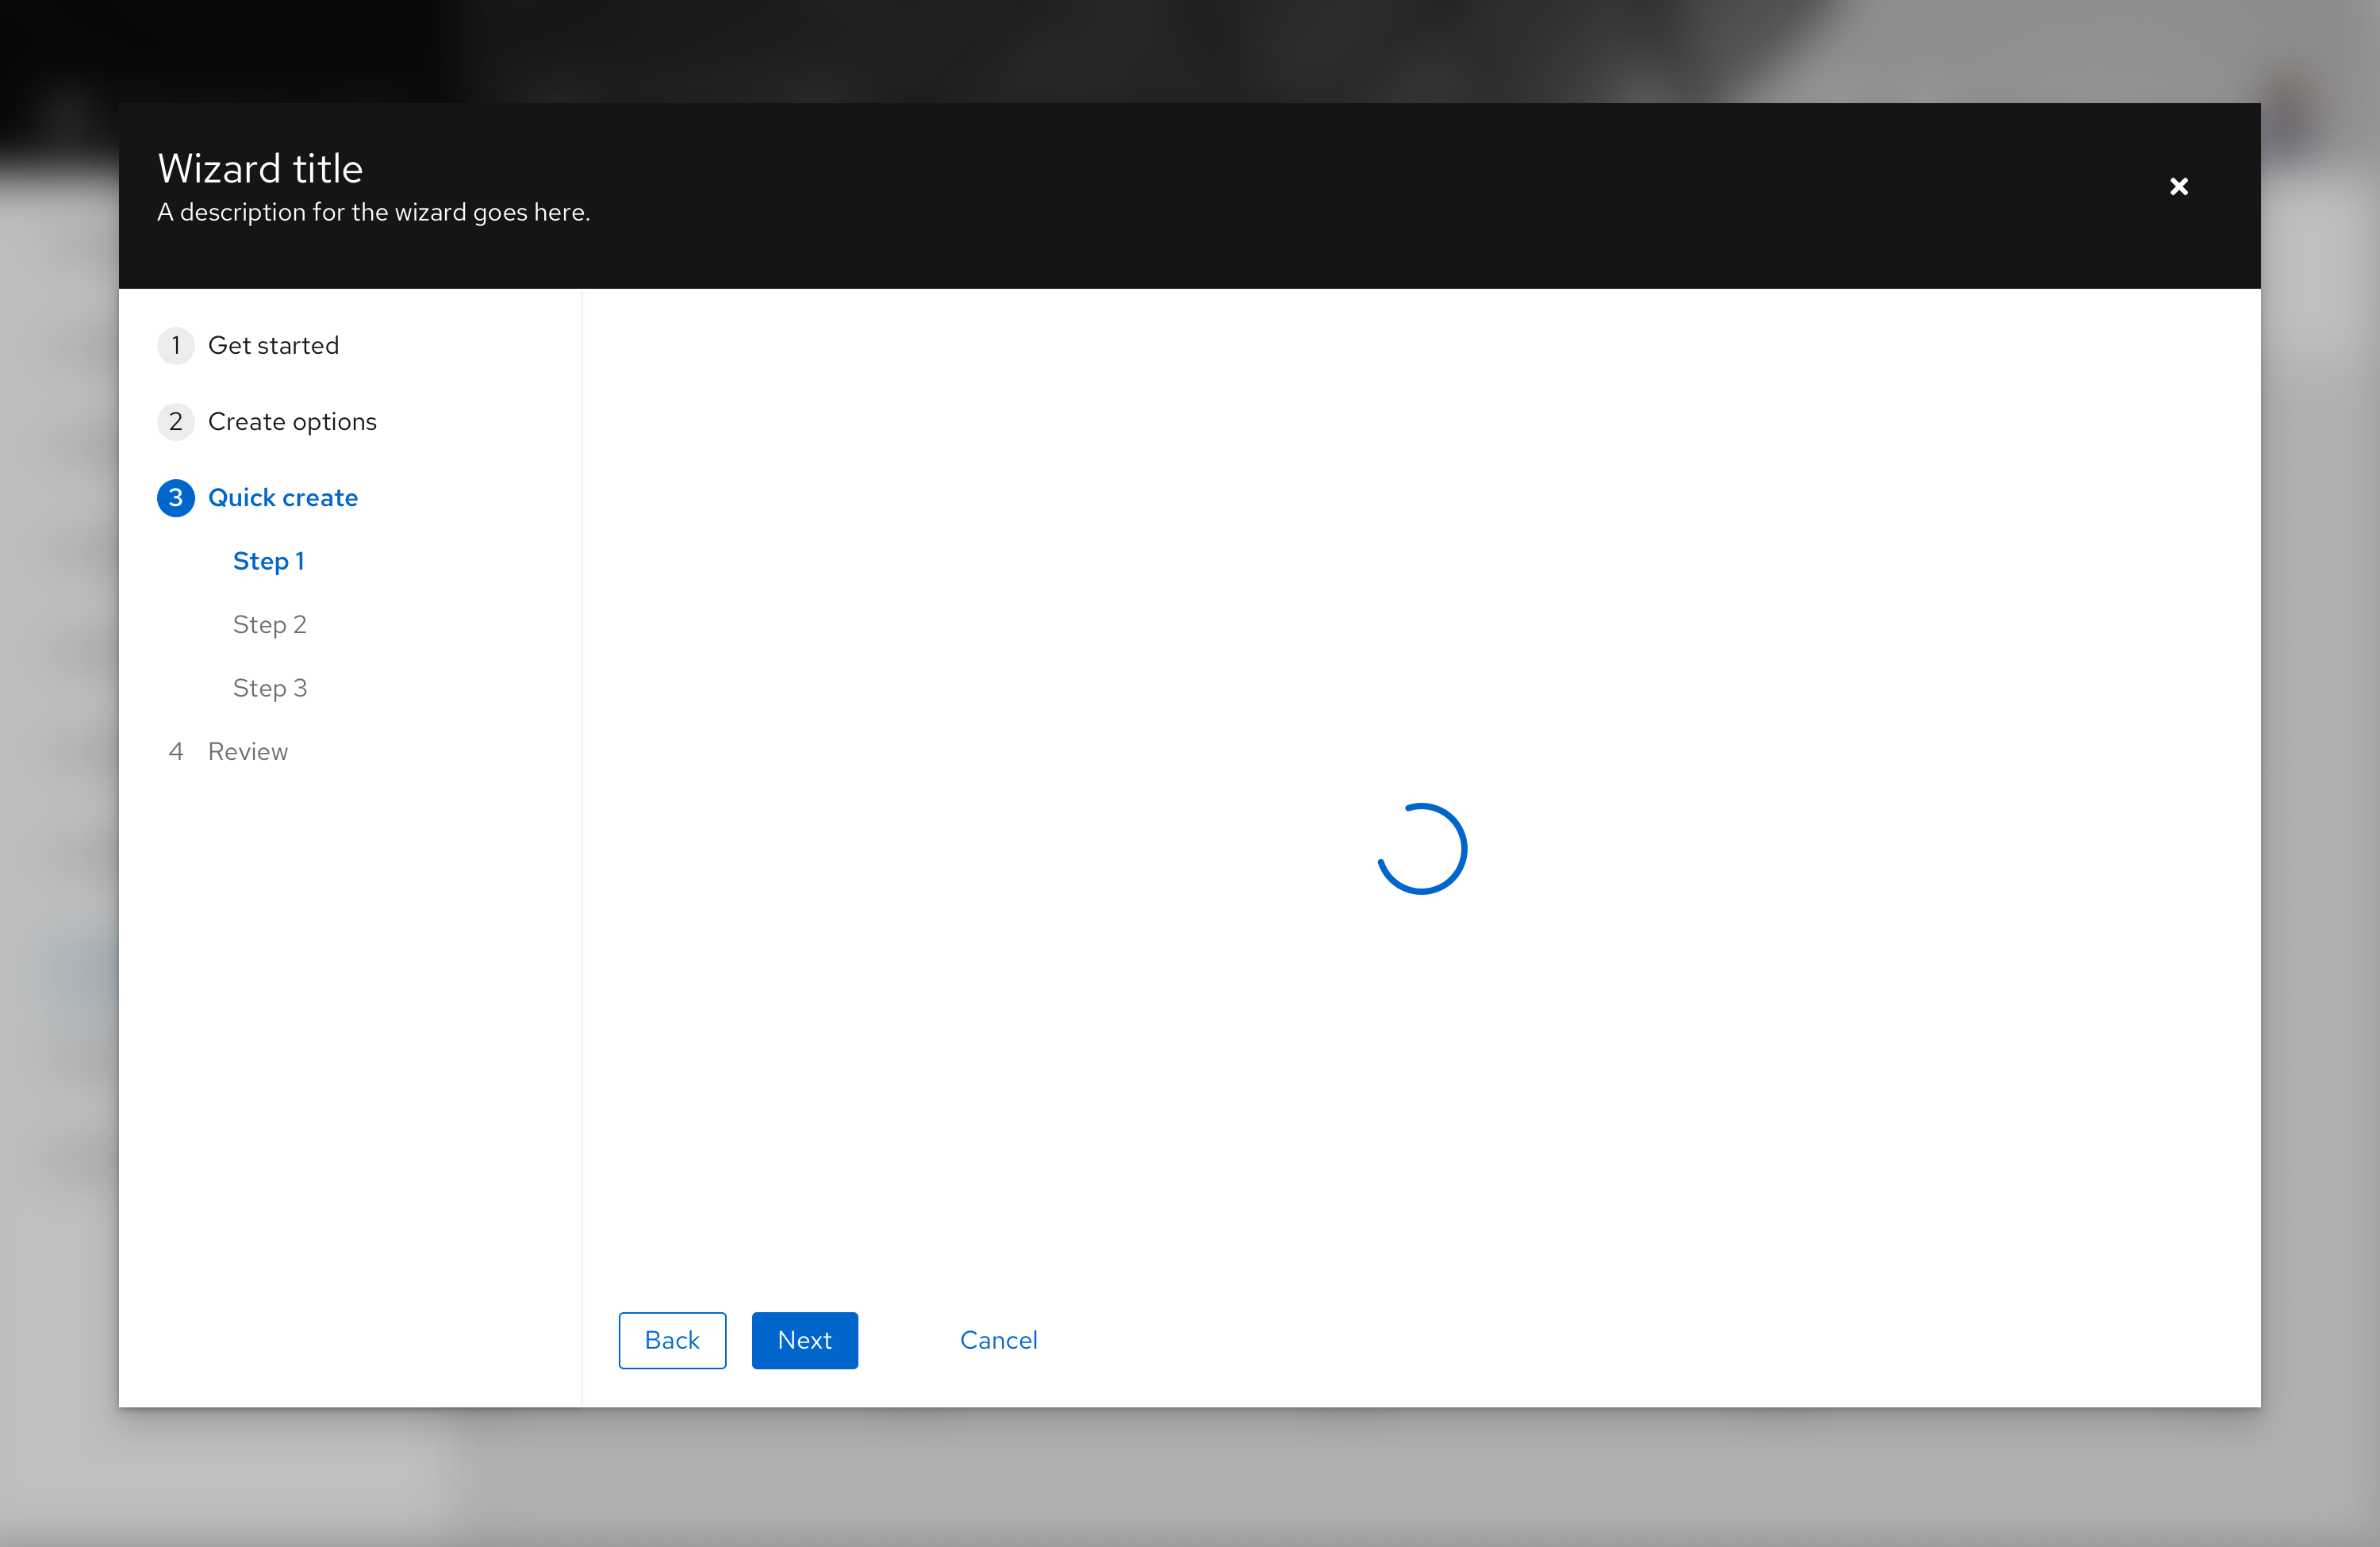 Wizard title
A description for the wizard goes here.
1 Get started
2 Create options
3 Quick create
Step 1
Step 2
Step 3
4 Review
Back Next Cancel